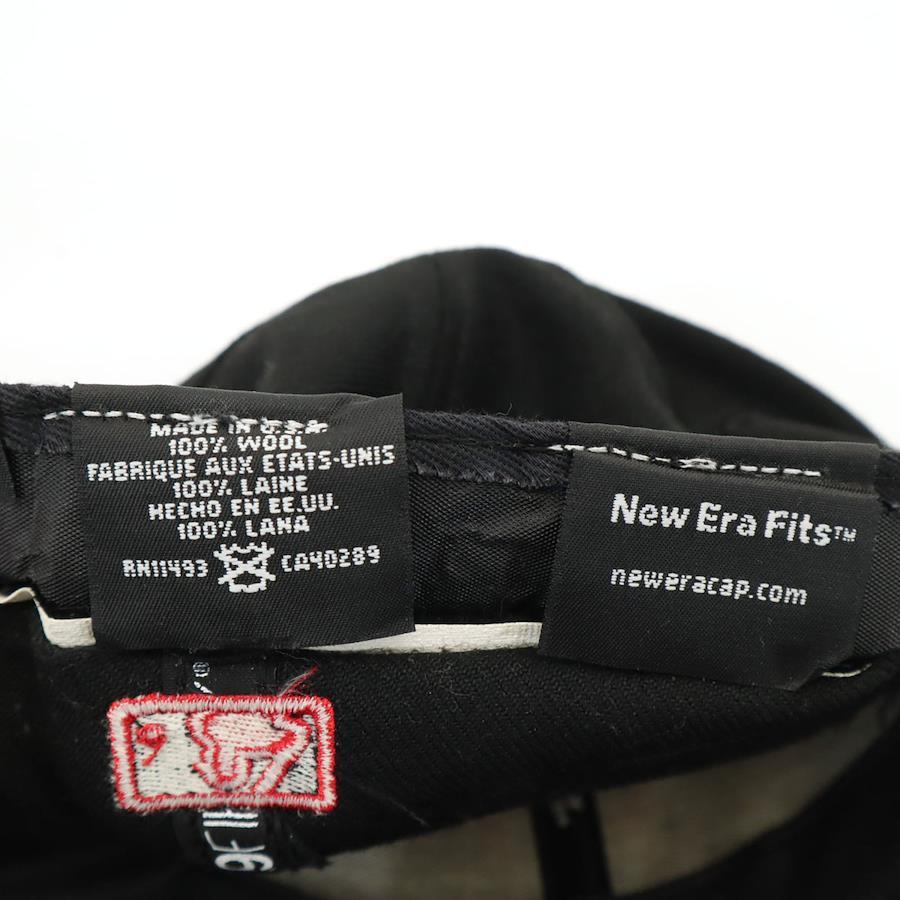 MADE IN U.S.A.
100% WOOL
FABRIQUE AUX ETATS-UNIS
100% LAINE
HECHO EN EE.UU.
100% LANA
RN11493 CA40289
New Era Fits™
neweracap.com